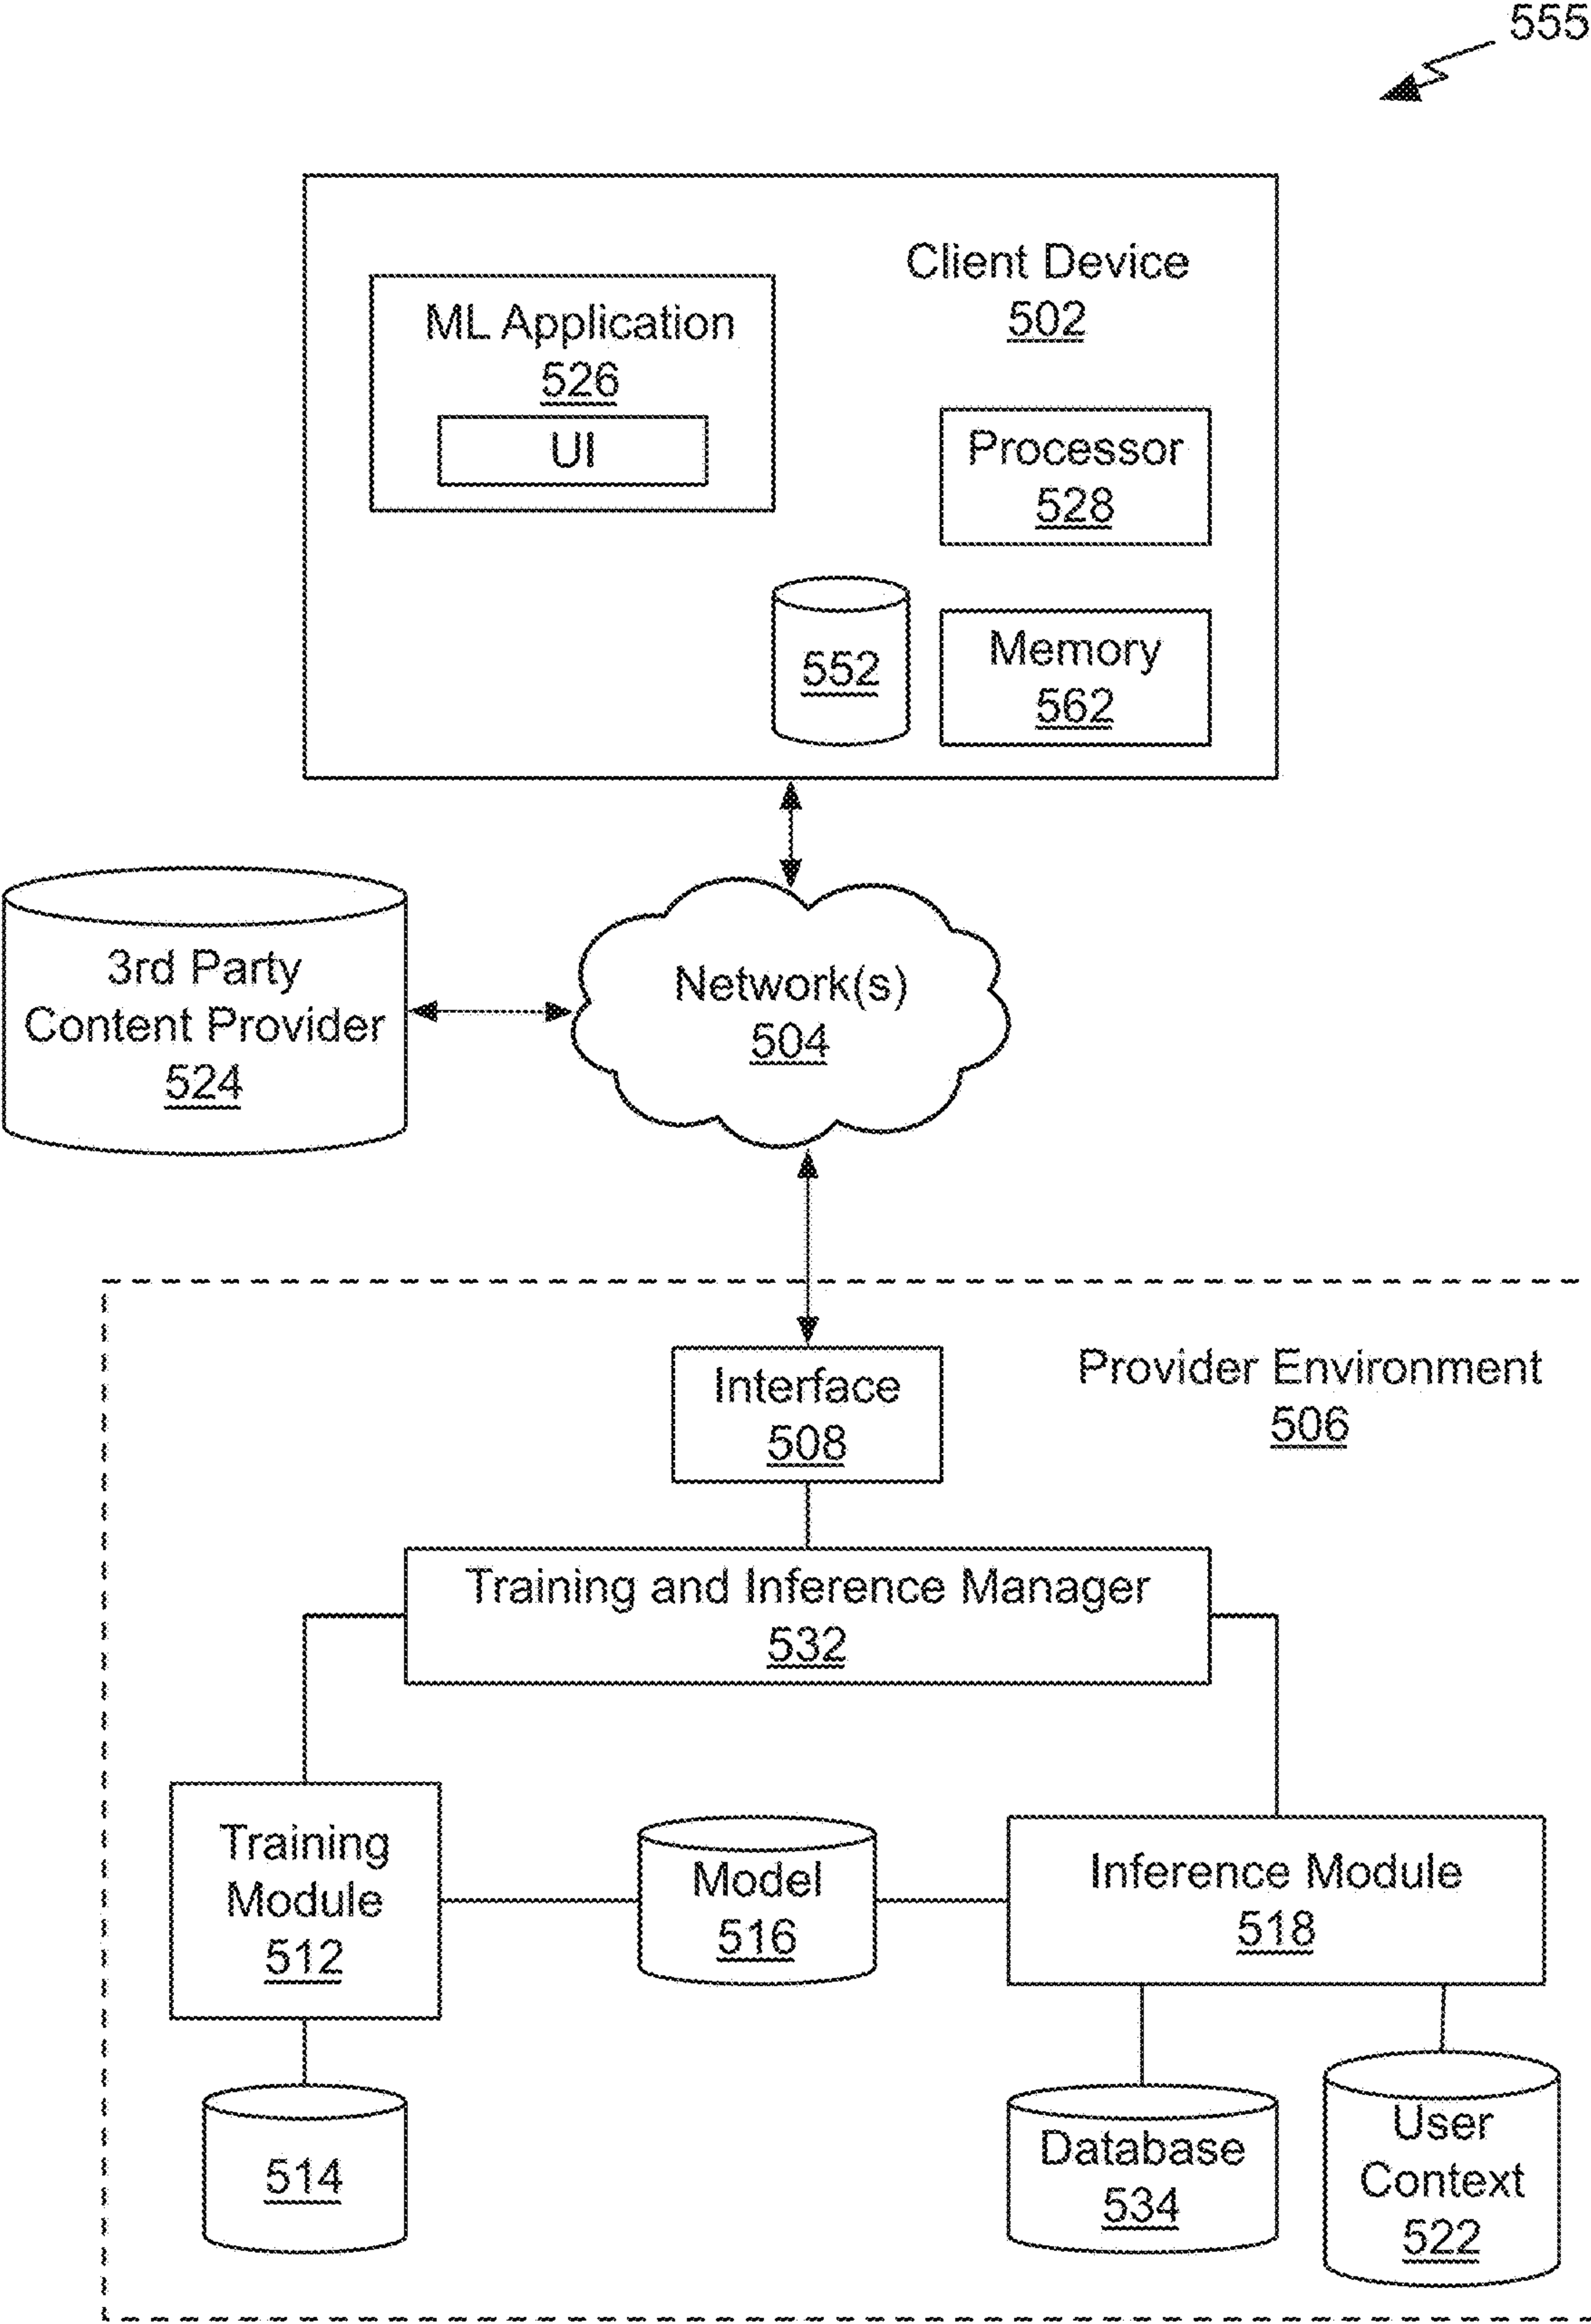 555
Client Device
502
ML Application
526
UI
Processor
528
552
Memory
562
3rd Party
Content Provider
524
Network(s)
504
Provider Environment
506
Interface
508
Training and Inference Manager
532
Training
Module
512
Model
516
Inference Module
518
514
Database
534
User
Context
522